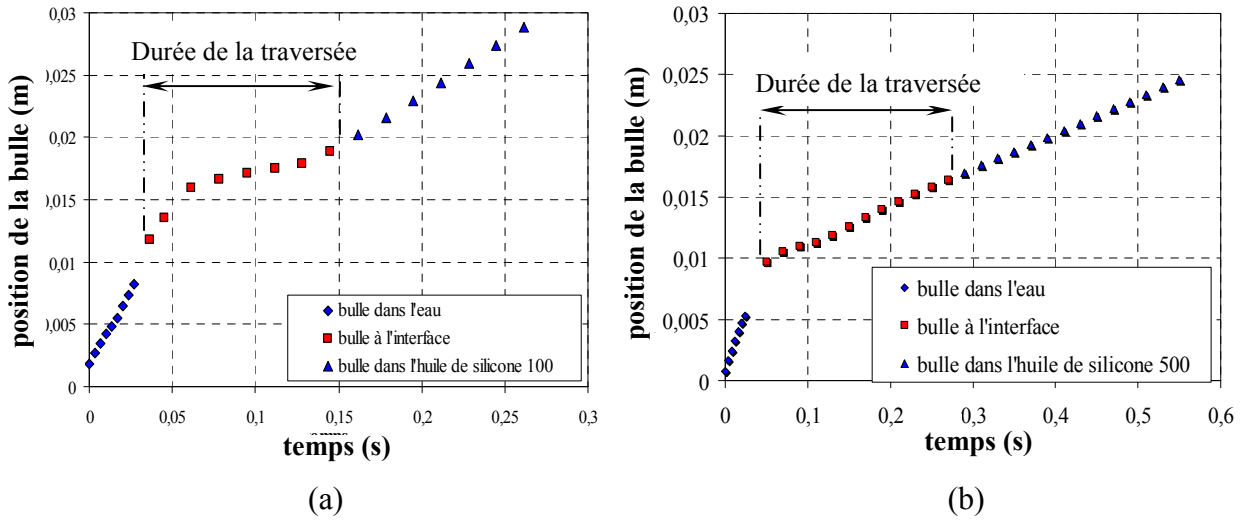 0,03
0,025
0,02
0,015
0,01
0,005
0
position de la bulle (m)
Durée de la traversée
bulle dans l'eau
bulle à l'interface
bulle dans l'huile de silicone 100
0
0,05
0,1
0,15
0,2
0,25
0,3
temps (s)
(a)
0,03
0,025
0,02
0,015
0,01
0,005
0
position de la bulle (m)
Durée de la traversée
bulle dans l'eau
bulle à l'interface
bulle dans l'huile de silicone 500
0
0,1
0,2
0,3
0,4
0,5
0,6
temps (s)
(b)